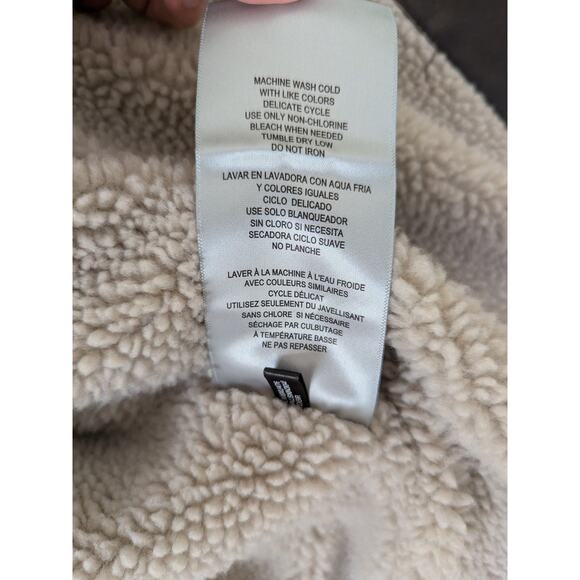 MACHINE WASH COLD
WITH LIKE COLORS
DELICATE CYCLE
USE ONLY NON-CHLORINE
BLEACH WHEN NEEDED
TUMBLE DRY LOW
DO NOT IRON
LAVAR EN LAVADORA CON AQUA FRIA
Y COLORES IGUALES
CICLO DELICADO
USE SOLO BLANQUEADOR
SIN CLORO SI NECESITA
SECADORA CICLO SUAVE
NO PLANCHE
LAVER À LA MACHINE À L'EAU FROIDE
AVEC COULEURS SIMILAIRES
CYCLE DÉLICAT
UTILISEZ SEULEMENT DU JAVELLISANT
SANS CHLORE SI NÉCESSAIRE
SÉCHAGE PAR CULBUTAGE
À TEMPÉRATURE BASSE
NE PAS REPASSER